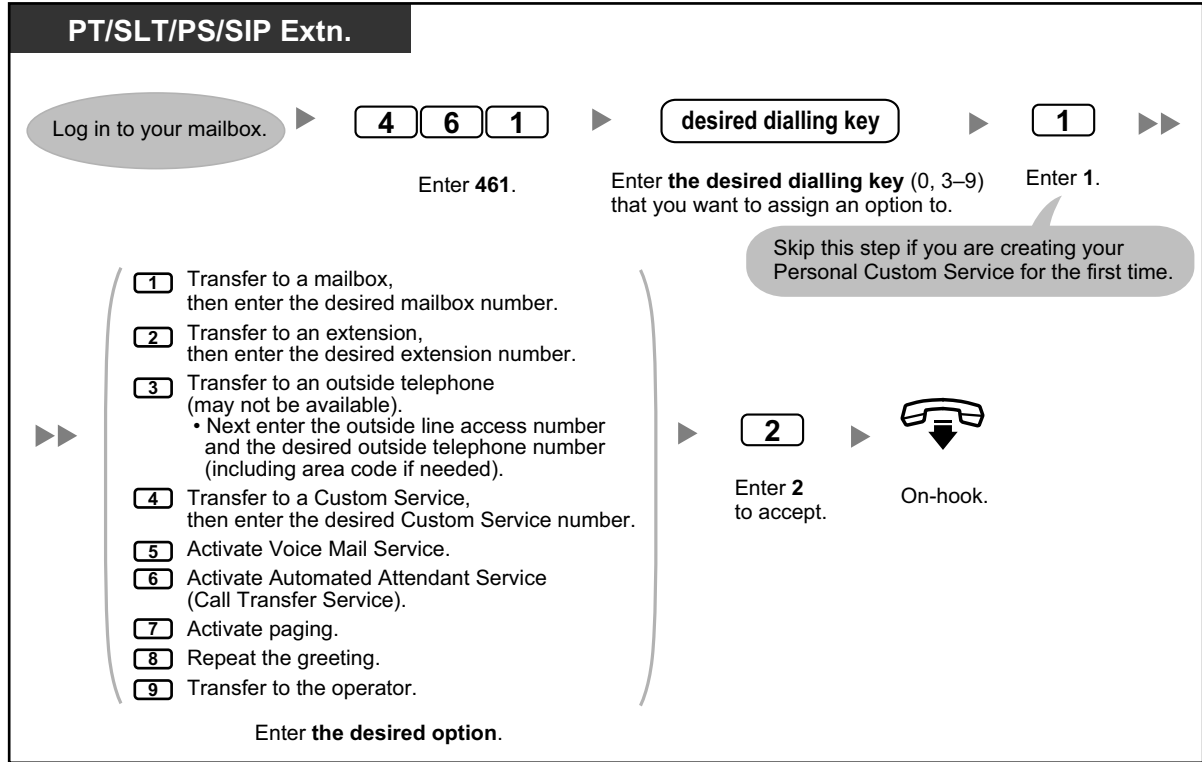 PT/SLT/PS/SIP Extn.
Log in to your mailbox.
4 6 1
desired dialling key
1
Enter 461.
Enter the desired dialling key (0, 3–9)
that you want to assign an option to.
Enter 1.
Skip this step if you are creating your
Personal Custom Service for the first time.
1 Transfer to a mailbox,
then enter the desired mailbox number.
2 Transfer to an extension,
then enter the desired extension number.
3 Transfer to an outside telephone
(may not be available).
• Next enter the outside line access number
and the desired outside telephone number
(including area code if needed).
4 Transfer to a Custom Service,
then enter the desired Custom Service number.
5 Activate Voice Mail Service.
6 Activate Automated Attendant Service
(Call Transfer Service).
7 Activate paging.
8 Repeat the greeting.
9 Transfer to the operator.
Enter the desired option.
2
Enter 2
to accept.
On-hook.